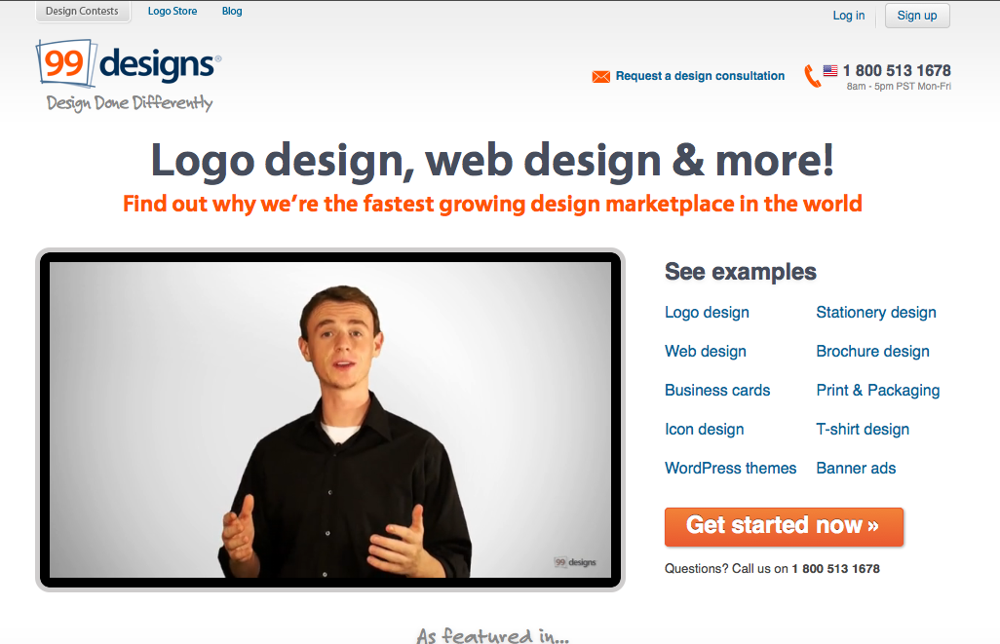 Design Contests Logo Store Blog
Log in Sign up
99designs®
Design Done Differently
Request a design consultation
1 800 513 1678
8am - 5pm PST Mon-Fri
Logo design, web design & more!
Find out why we're the fastest growing design marketplace in the world
99designs
See examples
Logo design Stationery design
Web design Brochure design
Business cards Print & Packaging
Icon design T-shirt design
WordPress themes Banner ads
Get started now »
Questions? Call us on 1 800 513 1678
As featured in...